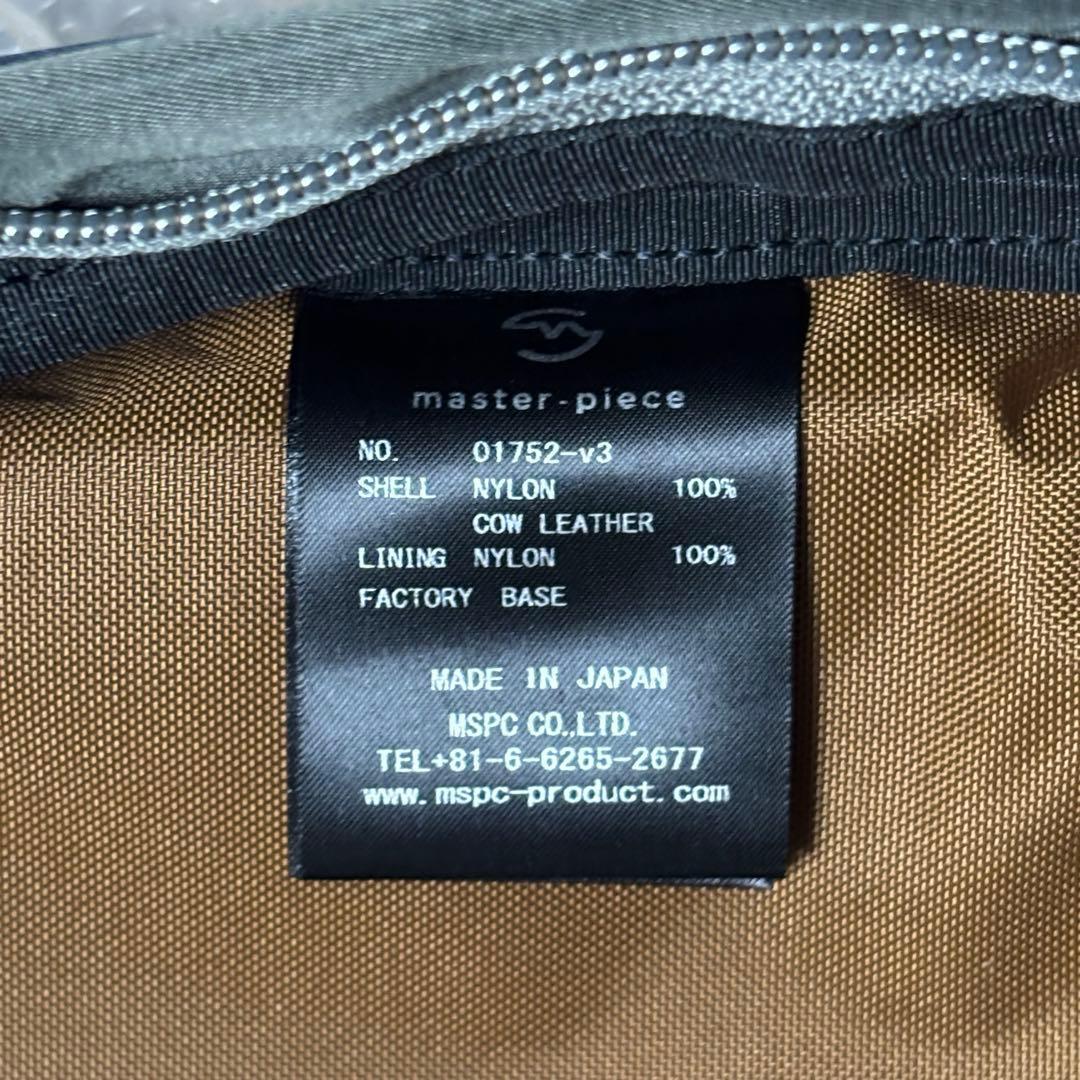 master-piece
NO. 01752-v3
SHELL NYLON 100%
COW LEATHER
LINING NYLON 100%
FACTORY BASE
MADE IN JAPAN
MSPC CO.,LTD.
TEL+81-6-6265-2677
www.mspc-product.com